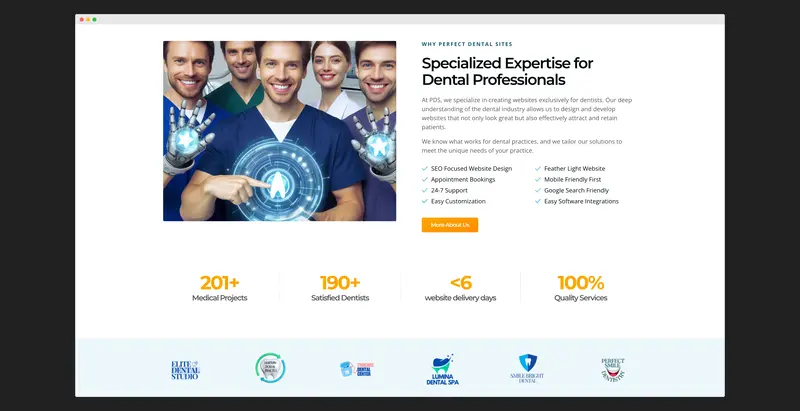 WHY PERFECT DENTAL SITES
Specialized Expertise for
Dental Professionals
At PDS, we specialize in creating websites exclusively for dentists. Our deep
understanding of the dental industry allows us to design and develop
websites that not only look great but also effectively attract and retain
patients.
We know what works for dental practices, and we tailor our solutions to
meet the unique needs of your practice.
SEO Focused Website Design
Feather Light Website
Appointment Bookings
Mobile Friendly First
24-7 Support
Google Search Friendly
Easy Customization
Easy Software Integrations
More About Us
201+
190+
<6
100%
Medical Projects
Satisfied Dentists
website delivery days
Quality Services
ELITE
DENTAL
STUDIO
DENTAL
CENTER
LUMINA
DENTAL SPA
SMILE BRIGHT
DENTAL
PERFECT
SMILE
DENTISTRY